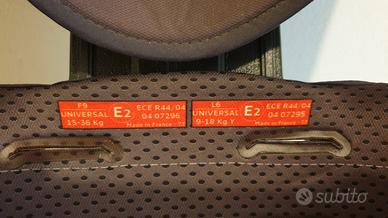 F9
UNIVERSAL
15-36 Kg
E2
ECE R44/04
04 07296
Made in France
L6
UNIVERSAL
9-18 Kg Y
E2
ECE R44/04
04 07295
Made in France
subito